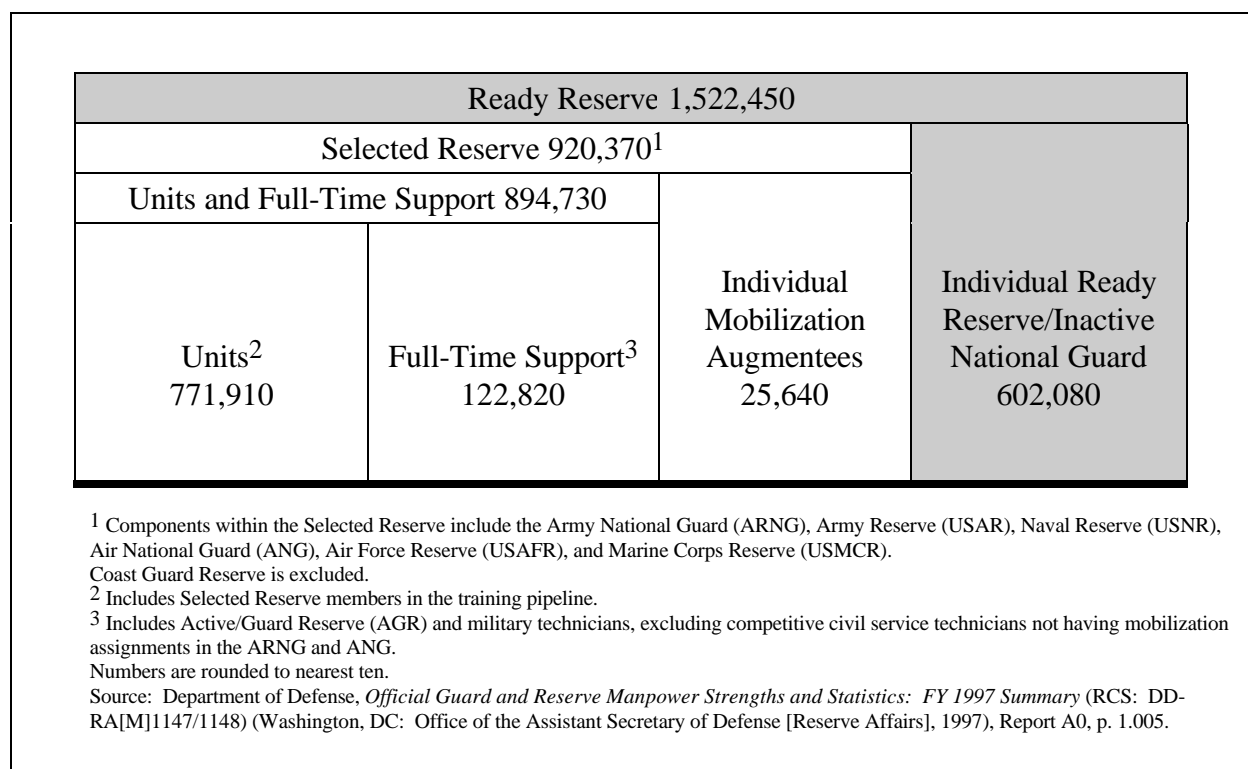 Ready Reserve 1,522,450
Selected Reserve 920,370¹
Units and Full-Time Support 894,730
Units²
771,910
Full-Time Support³
122,820
Individual
Mobilization
Augmentees
25,640
Individual Ready
Reserve/Inactive
National Guard
602,080
¹ Components within the Selected Reserve include the Army National Guard (ARNG), Army Reserve (USAR), Naval Reserve (USNR),
Air National Guard (ANG), Air Force Reserve (USAFR), and Marine Corps Reserve (USMCR).
Coast Guard Reserve is excluded.
² Includes Selected Reserve members in the training pipeline.
³ Includes Active/Guard Reserve (AGR) and military technicians, excluding competitive civil service technicians not having mobilization
assignments in the ARNG and ANG.
Numbers are rounded to nearest ten.
Source:  Department of Defense, Official Guard and Reserve Manpower Strengths and Statistics:  FY 1997 Summary (RCS:  DD-
RA[M]1147/1148) (Washington, DC:  Office of the Assistant Secretary of Defense [Reserve Affairs], 1997), Report A0, p. 1.005.